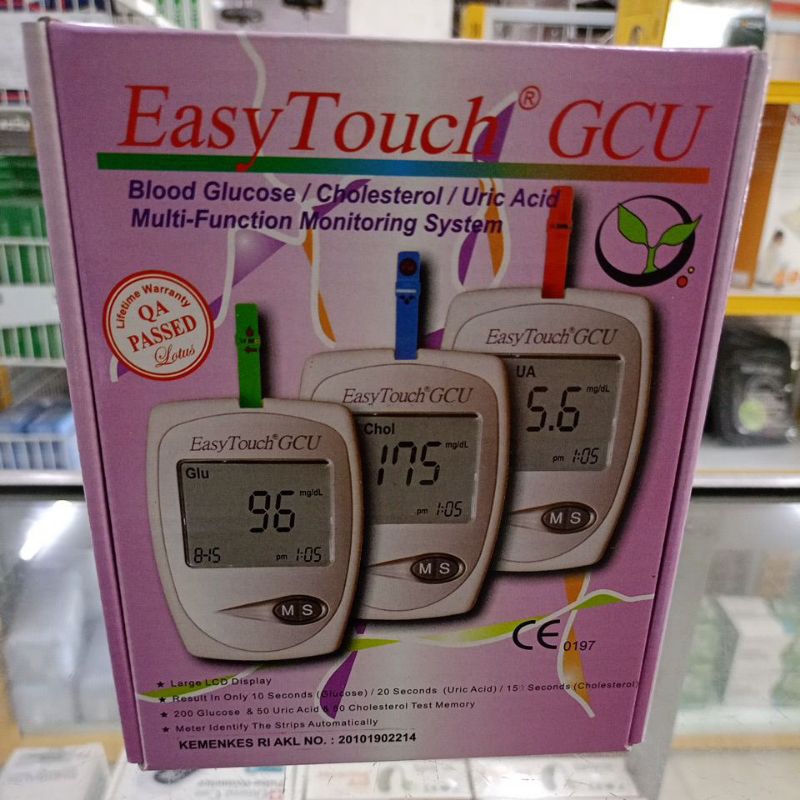 EasyTouch® GCU
Blood Glucose / Cholesterol / Uric Acid
Multi-Function Monitoring System
Lifetime Warranty
QA
PASSED
Lotus
EasyTouch® GCU
UA
5.6 mg/dL
pm 1:05
M S
EasyTouch® GCU
Chol
175 mg/dL
pm 1:05
M S
EasyTouch® GCU
Glu
96 mg/dL
8-15 pm 1:05
M S
CE 0197
★ Large LCD Display
★ Result In Only 10 Seconds (Glucose) / 20 Seconds (Uric Acid) / 150 Seconds (Cholesterol)
★ 200 Glucose & 50 Uric Acid & 50 Cholesterol Test Memory
★ Meter Identify The Strips Automatically
KEMENKES RI AKL NO. : 20101902214